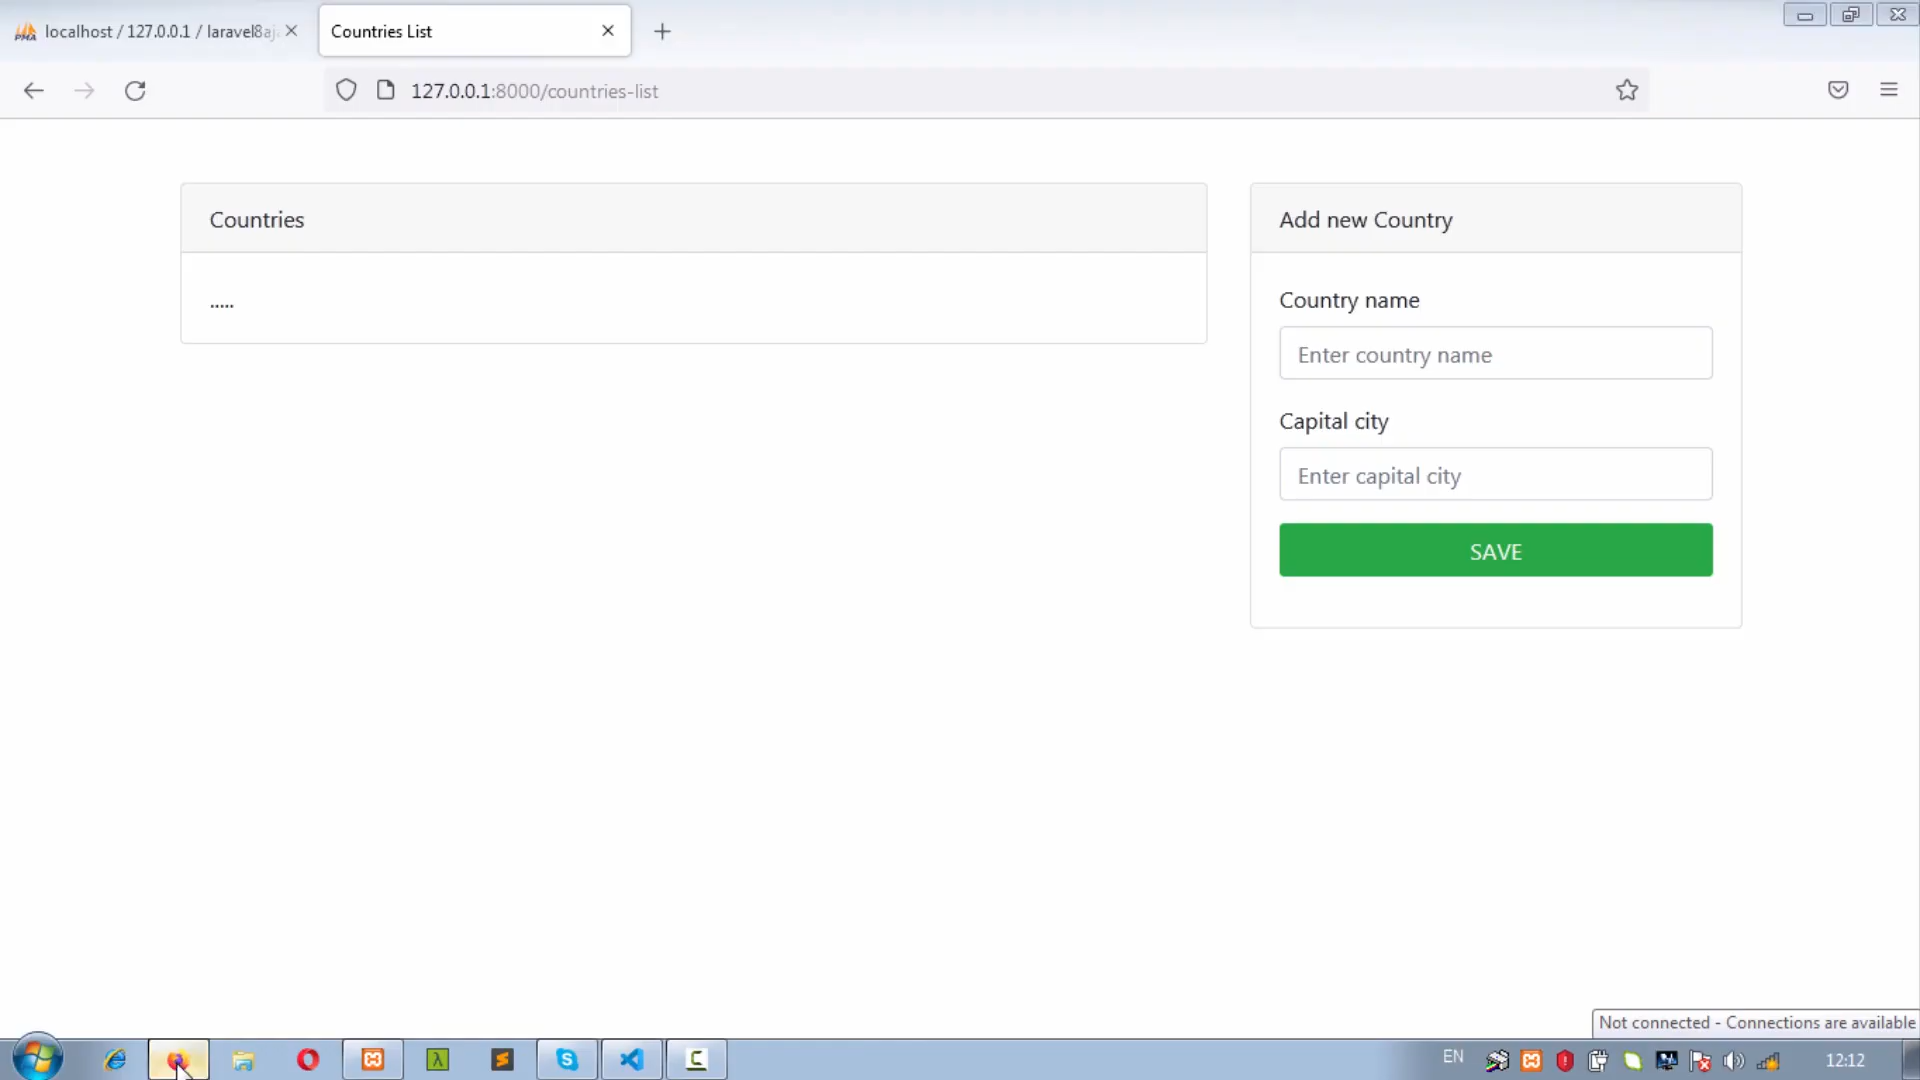 localhost / 127.0.0.1 / laravel8aj
Countries List
127.0.0.1:8000/countries-list
Countries
.....
Add new Country
Country name
Enter country name
Capital city
Enter capital city
SAVE
Not connected - Connections are available
EN
12:12